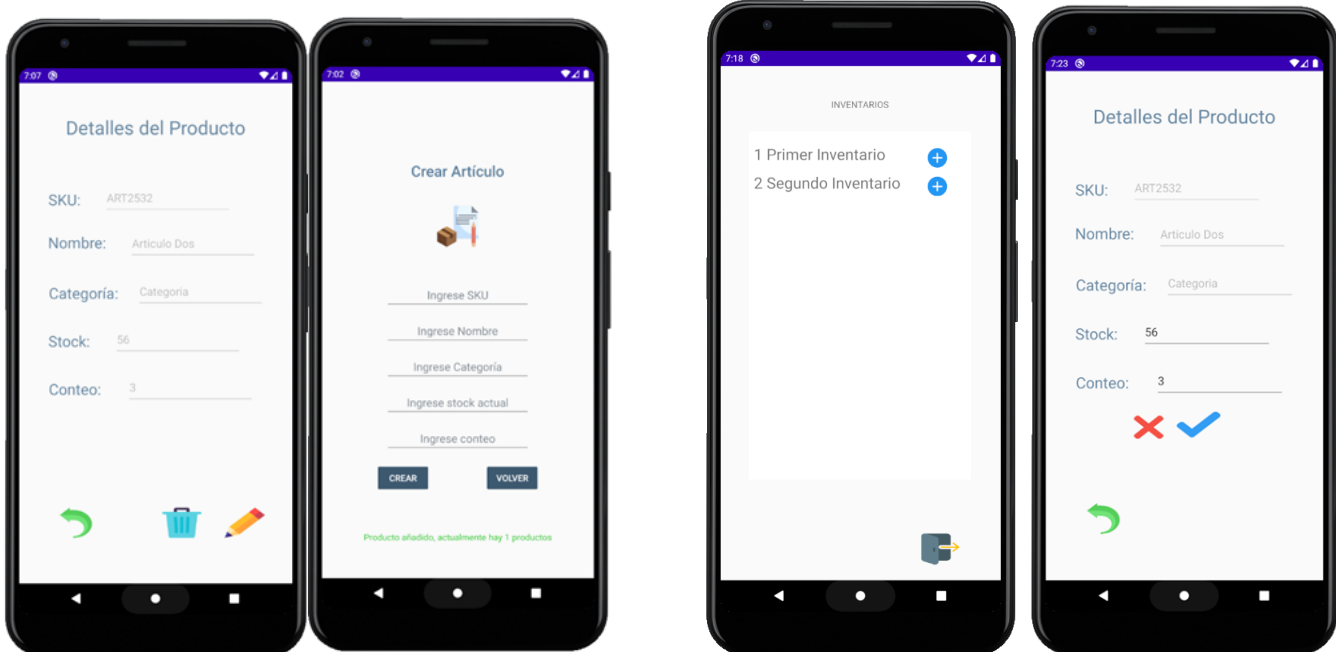 7:07
Detalles del Producto
SKU: ART2532
Nombre: Articulo Dos
Categoría: Categoria
Stock: 56
Conteo: 3
7:02
Crear Artículo
Ingrese SKU
Ingrese Nombre
Ingrese Categoría
Ingrese stock actual
Ingrese conteo
CREAR VOLVER
Producto añadido, actualmente hay 1 productos
7:18
INVENTARIOS
1 Primer Inventario
2 Segundo Inventario
7:23
Detalles del Producto
SKU: ART2532
Nombre: Articulo Dos
Categoría: Categoria
Stock: 56
Conteo: 3